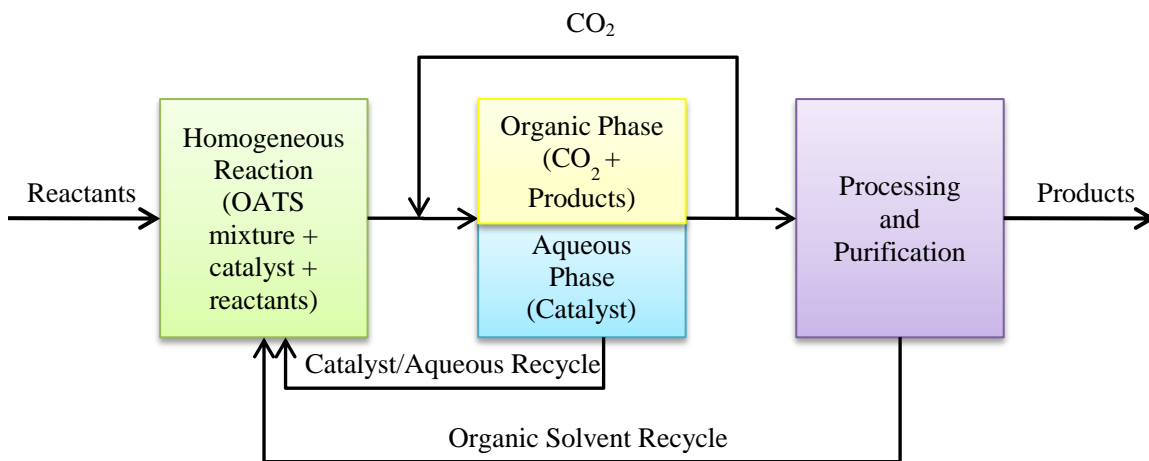 CO₂
Reactants
Homogeneous
Reaction
(OATS
mixture +
catalyst +
reactants)
Organic Phase
(CO₂ +
Products)
Aqueous
Phase
(Catalyst)
Processing
and
Purification
Products
Catalyst/Aqueous Recycle
Organic Solvent Recycle